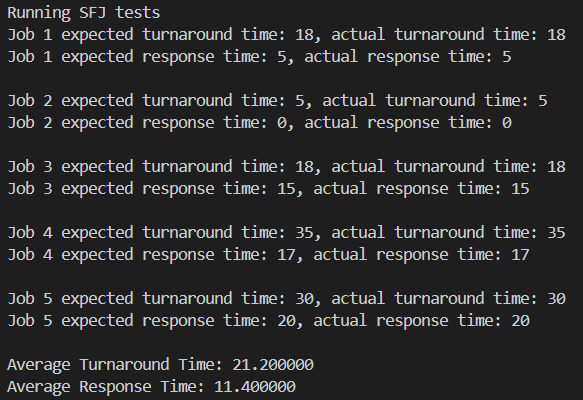 Running SFJ tests
Job 1 expected turnaround time: 18, actual turnaround time: 18
Job 1 expected response time: 5, actual response time: 5
Job 2 expected turnaround time: 5, actual turnaround time: 5
Job 2 expected response time: 0, actual response time: 0
Job 3 expected turnaround time: 18, actual turnaround time: 18
Job 3 expected response time: 15, actual response time: 15
Job 4 expected turnaround time: 35, actual turnaround time: 35
Job 4 expected response time: 17, actual response time: 17
Job 5 expected turnaround time: 30, actual turnaround time: 30
Job 5 expected response time: 20, actual response time: 20
Average Turnaround Time: 21.200000
Average Response Time: 11.400000